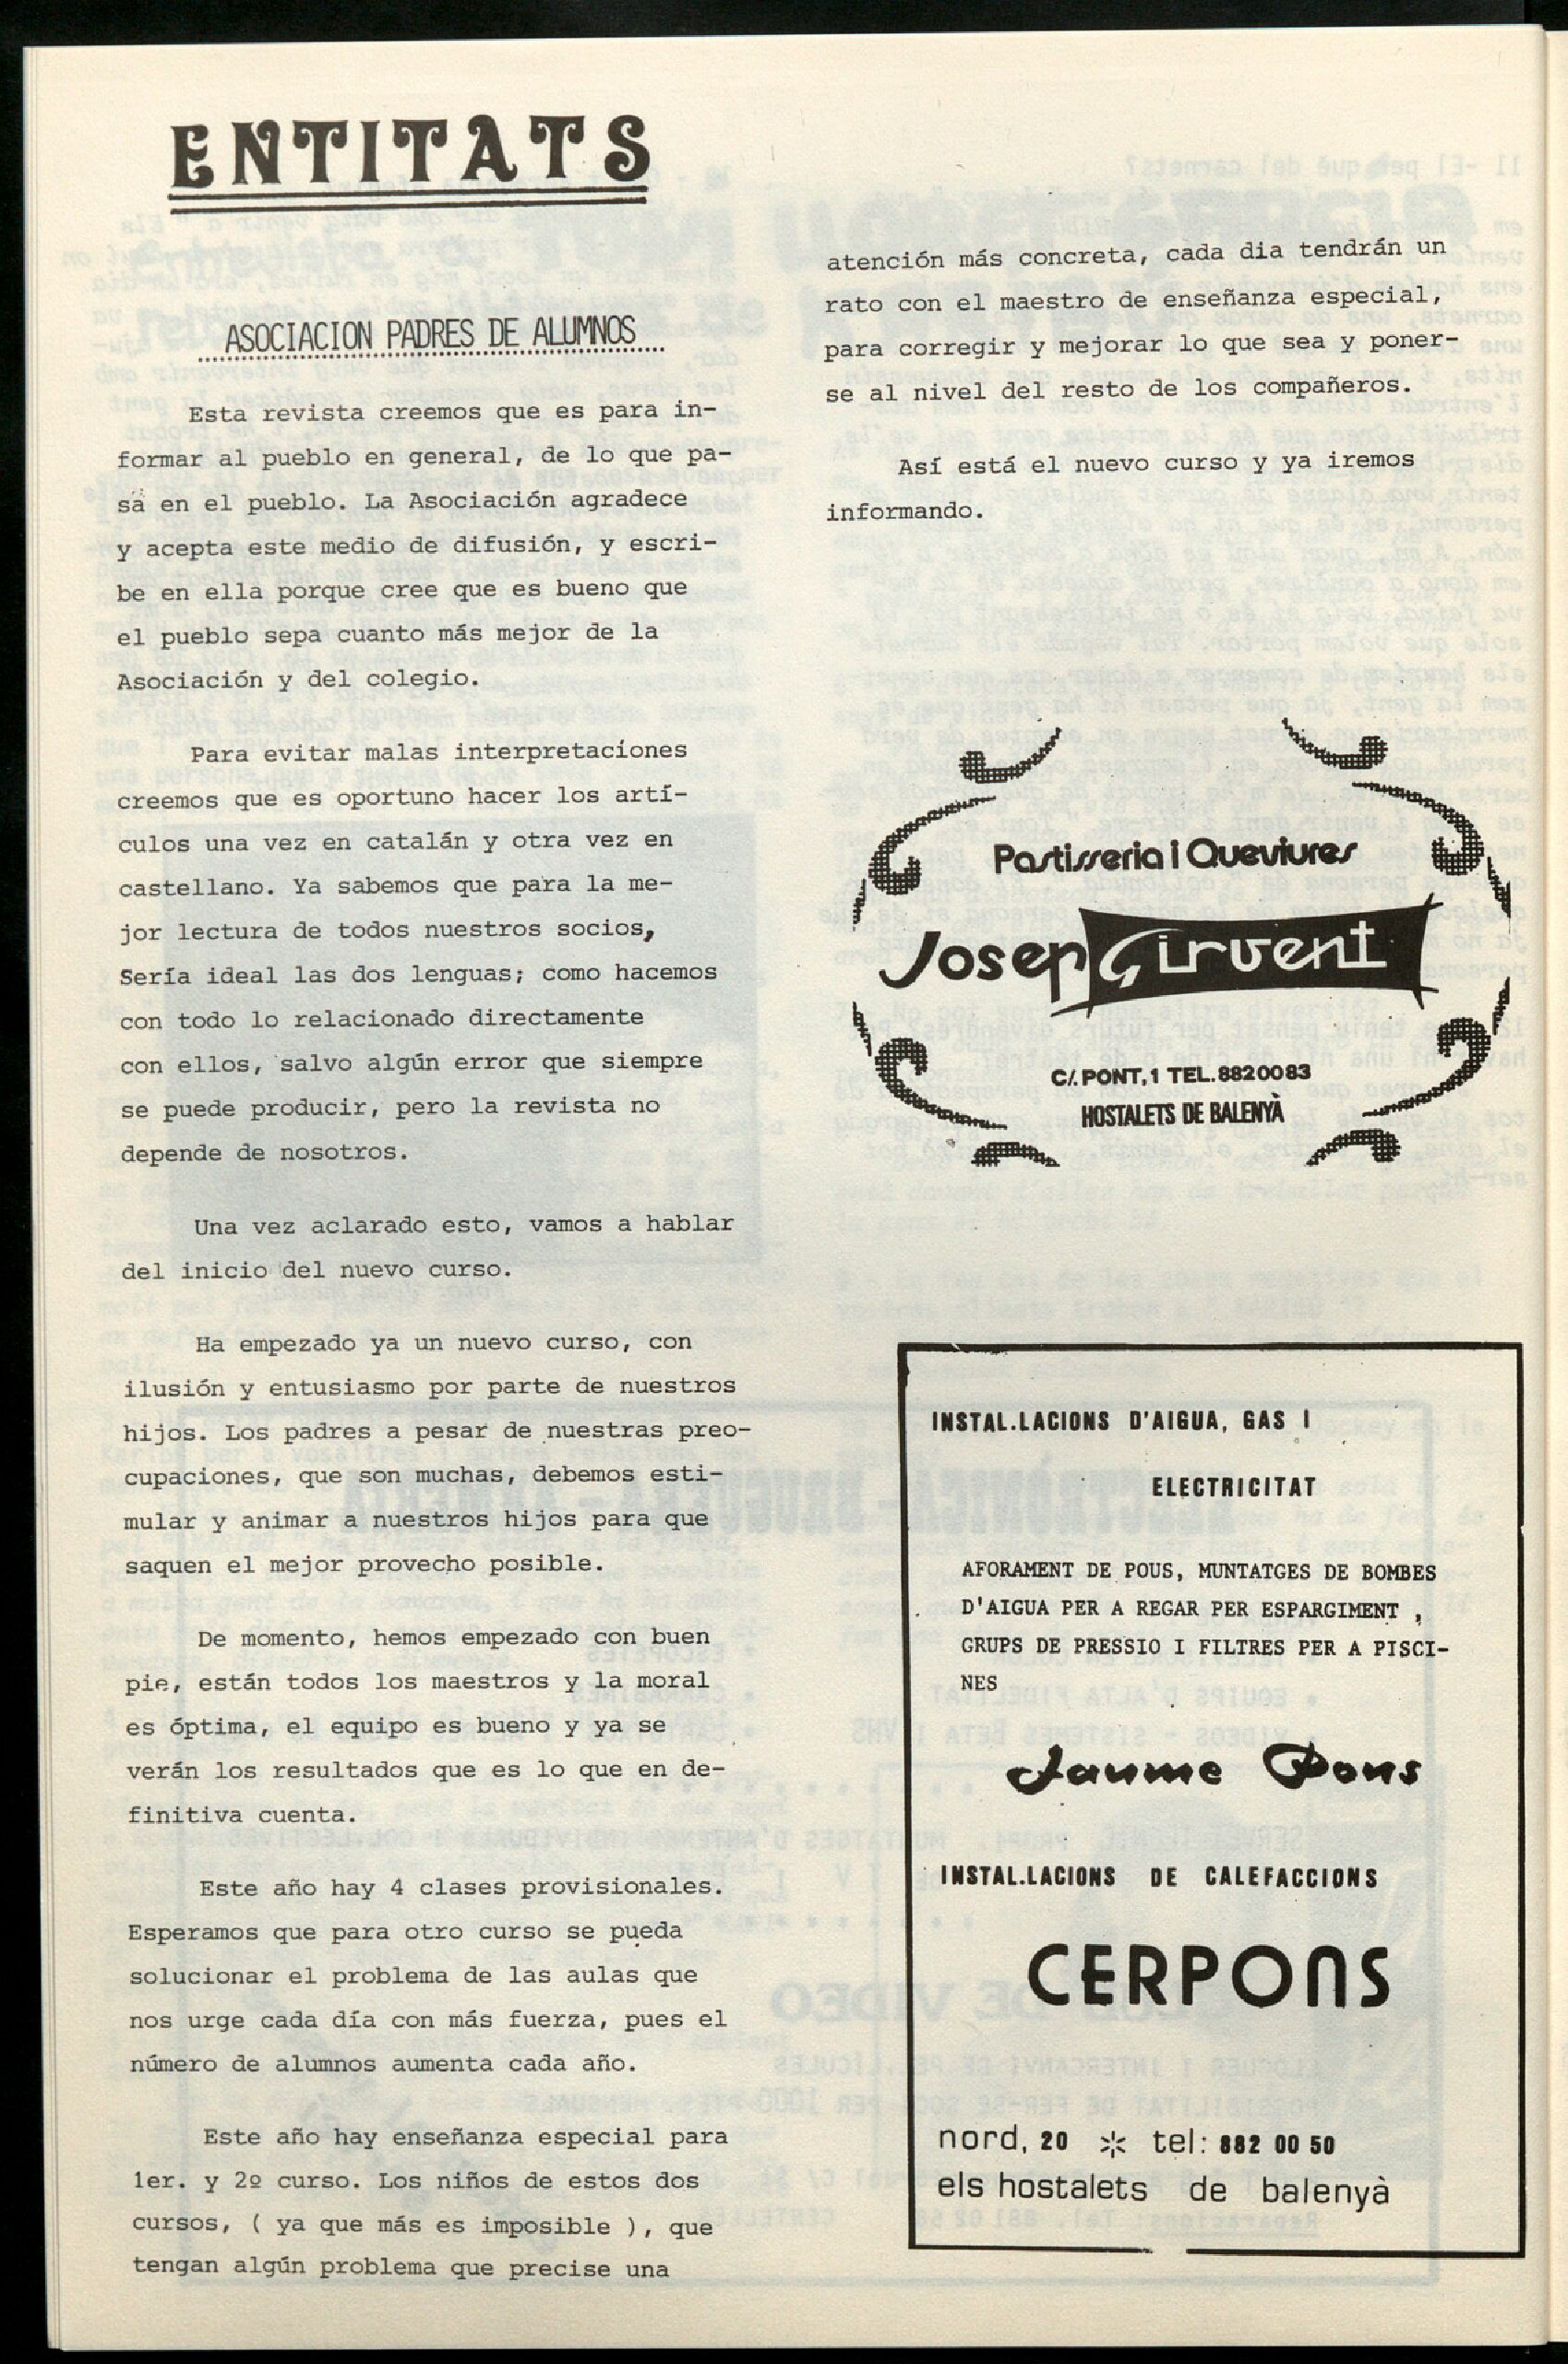 ENTITATS
ASOCIACION PADRES DE ALUMNOS
Esta revista creemos que es para in-
formar al pueblo en general, de lo que pa-
sa en el pueblo. La Asociación agradece
y acepta este medio de difusión, y escri-
be en ella porque cree que es bueno que
el pueblo sepa cuanto más mejor de la
Asociación y del colegio.
Para evitar malas interpretaciones
creemos que es oportuno hacer los artí-
culos una vez en catalán y otra vez en
castellano. Ya sabemos que para la me-
jor lectura de todos nuestros socios,
Sería ideal las dos lenguas; como hacemos
con todo lo relacionado directamente
con ellos, salvo algún error que siempre
se puede producir, pero la revista no
depende de nosotros.
Una vez aclarado esto, vamos a hablar
del inicio del nuevo curso.
Ha empezado ya un nuevo curso, con
ilusión y entusiasmo por parte de nuestros
hijos. Los padres a pesar de nuestras preo-
cupaciones, que son muchas, debemos esti-
mular y animar a nuestros hijos para que
saquen el mejor provecho posible.
De momento, hemos empezado con buen
pie, están todos los maestros y la moral
es óptima, el equipo es bueno y ya se
verán los resultados que es lo que en de-
finitiva cuenta.
Este año hay 4 clases provisionales.
Esperamos que para otro curso se pueda
solucionar el problema de las aulas que
nos urge cada día con más fuerza, pues el
número de alumnos aumenta cada año.
Este año hay enseñanza especial para
1er. y 2º curso. Los niños de estos dos
cursos, ( ya que más es imposible ), que
tengan algún problema que precise una
atención más concreta, cada dia tendrán un
rato con el maestro de enseñanza especial,
para corregir y mejorar lo que sea y poner-
se al nivel del resto de los compañeros.
Así está el nuevo curso y ya iremos
informando.
Pastisseria i Queviures
Josep Girvent
C/. PONT, 1 TEL. 8820083
HOSTALETS DE BALENYÀ
INSTAL.LACIONS D'AIGUA, GAS I
ELECTRICITAT
AFORAMENT DE POUS, MUNTATGES DE BOMBES
D'AIGUA PER A REGAR PER ESPARGIMENT ,
GRUPS DE PRESSIO I FILTRES PER A PISCI-
NES
Jaume Pons
INSTAL.LACIONS DE CALEFACCIONS
CERPONS
nord, 20 * tel: 882 00 50
els hostalets de balenyà